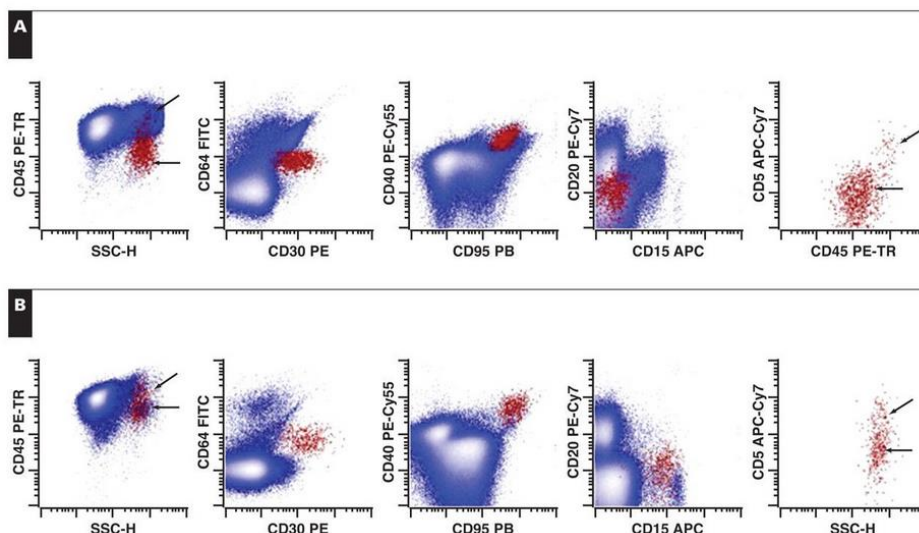 A
CD45 PE-TR
SSC-H
CD64 FITC
CD30 PE
CD40 PE-Cy55
CD95 PB
CD20 PE-Cy7
CD15 APC
CD5 APC-Cy7
CD45 PE-TR
B
CD45 PE-TR
SSC-H
CD64 FITC
CD30 PE
CD40 PE-Cy55
CD95 PB
CD20 PE-Cy7
CD15 APC
CD5 APC-Cy7
SSC-H